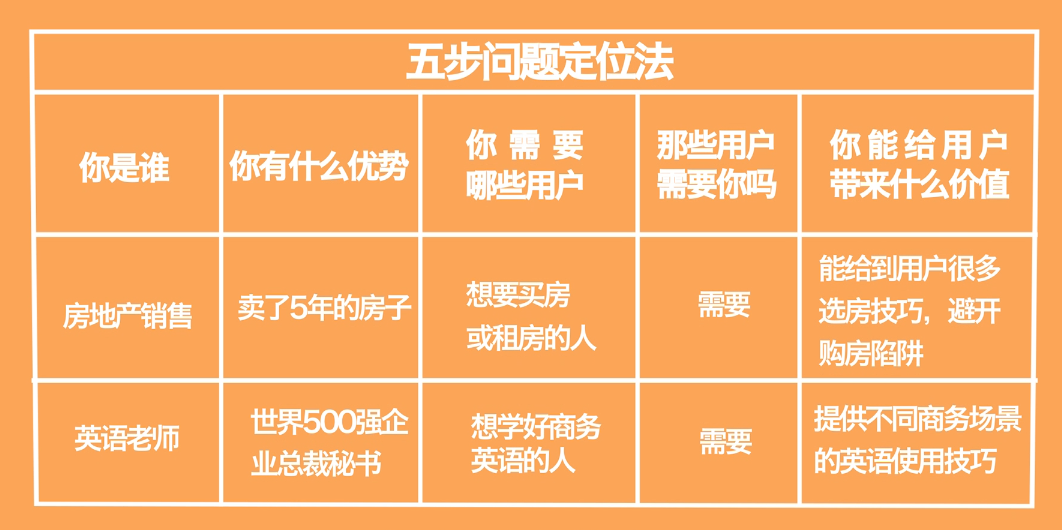 五步问题定位法
你是谁
你有什么优势
你需要
哪些用户
那些用户
需要你吗
你能给用户
带来什么价值
房地产销售
卖了5年的房子
想要买房
或租房的人
需要
能给到用户很多
选房技巧，避开
购房陷阱
英语老师
世界500强企
业总裁秘书
想学好商务
英语的人
需要
提供不同商务场景
的英语使用技巧